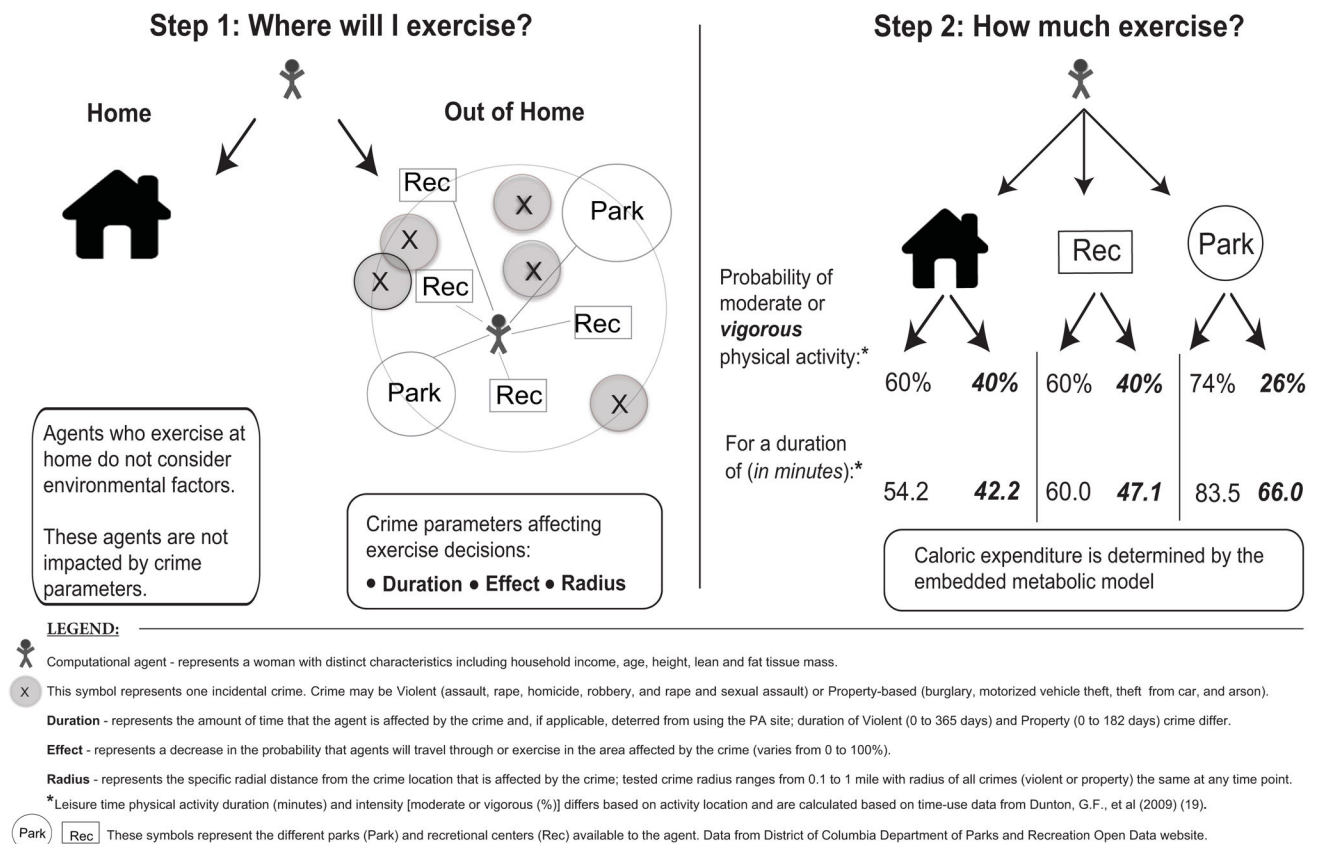 Step 1: Where will I exercise?
Home
Out of Home
Rec
X
Park
X
X
X
Rec
Rec
Park
Rec
X
Agents who exercise at
home do not consider
environmental factors.
These agents are not
impacted by crime
parameters.
Crime parameters affecting
exercise decisions:
• Duration • Effect • Radius
Step 2: How much exercise?
Rec
Park
Probability of
moderate or
vigorous
physical activity:*
60% 40% 60% 40% 74% 26%
For a duration
of (in minutes):*
54.2 42.2 60.0 47.1 83.5 66.0
Caloric expenditure is determined by the
embedded metabolic model
LEGEND:
Computational agent - represents a woman with distinct characteristics including household income, age, height, lean and fat tissue mass.
X This symbol represents one incidental crime. Crime may be Violent (assault, rape, homicide, robbery, and rape and sexual assault) or Property-based (burglary, motorized vehicle theft, theft from car, and arson).
Duration - represents the amount of time that the agent is affected by the crime and, if applicable, deterred from using the PA site; duration of Violent (0 to 365 days) and Property (0 to 182 days) crime differ.
Effect - represents a decrease in the probability that agents will travel through or exercise in the area affected by the crime (varies from 0 to 100%).
Radius - represents the specific radial distance from the crime location that is affected by the crime; tested crime radius ranges from 0.1 to 1 mile with radius of all crimes (violent or property) the same at any time point.
*Leisure time physical activity duration (minutes) and intensity [moderate or vigorous (%)] differs based on activity location and are calculated based on time-use data from Dunton, G.F., et al (2009) (19).
Park Rec These symbols represent the different parks (Park) and recretional centers (Rec) available to the agent. Data from District of Columbia Department of Parks and Recreation Open Data website.